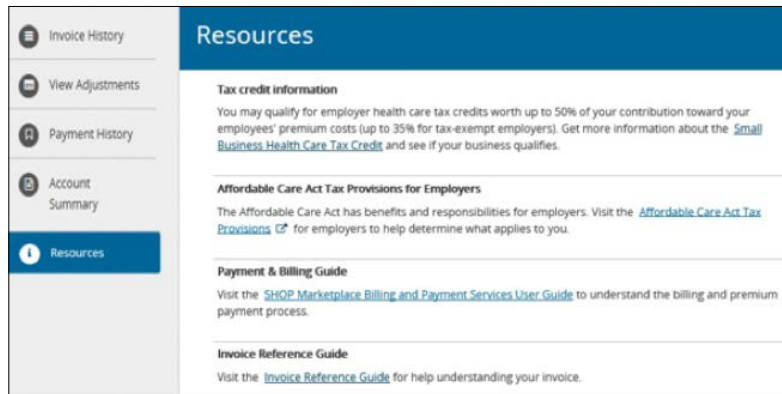 Invoice History
View Adjustments
Payment History
Account
Summary
Resources
Resources
Tax credit information
You may qualify for employer health care tax credits worth up to 50% of your contribution toward your
employees' premium costs (up to 35% for tax-exempt employers). Get more information about the Small
Business Health Care Tax Credit and see if your business qualifies.
Affordable Care Act Tax Provisions for Employers
The Affordable Care Act has benefits and responsibilities for employers. Visit the Affordable Care Act Tax
Provisions for employers to help determine what applies to you.
Payment & Billing Guide
Visit the SHOP Marketplace Billing and Payment Services User Guide to understand the billing and premium
payment process.
Invoice Reference Guide
Visit the Invoice Reference Guide for help understanding your invoice.